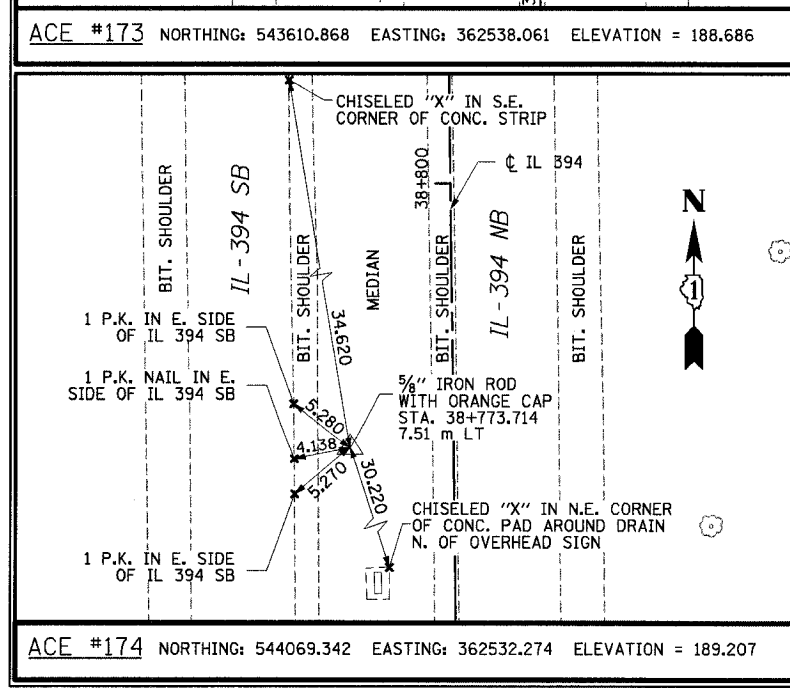 ACE #173 NORTHING: 543610.868 EASTING: 362538.061 ELEVATION = 188.686
CHISELED "X" IN S.E.
CORNER OF CONC. STRIP
38+800
℄ IL 394
BIT. SHOULDER
IL-394 SB
BIT. SHOULDER
MEDIAN
BIT. SHOULDER
IL-394 NB
BIT. SHOULDER
N
1
34.620
1 P.K. IN E. SIDE
OF IL 394 SB
1 P.K. NAIL IN E.
SIDE OF IL 394 SB
5.280
4.138
5.270
30.220
5/8" IRON ROD
WITH ORANGE CAP
STA. 38+773.714
7.51 m LT
CHISELED "X" IN N.E. CORNER
OF CONC. PAD AROUND DRAIN
N. OF OVERHEAD SIGN
1 P.K. IN E. SIDE
OF IL 394 SB
ACE #174 NORTHING: 544069.342 EASTING: 362532.274 ELEVATION = 189.207